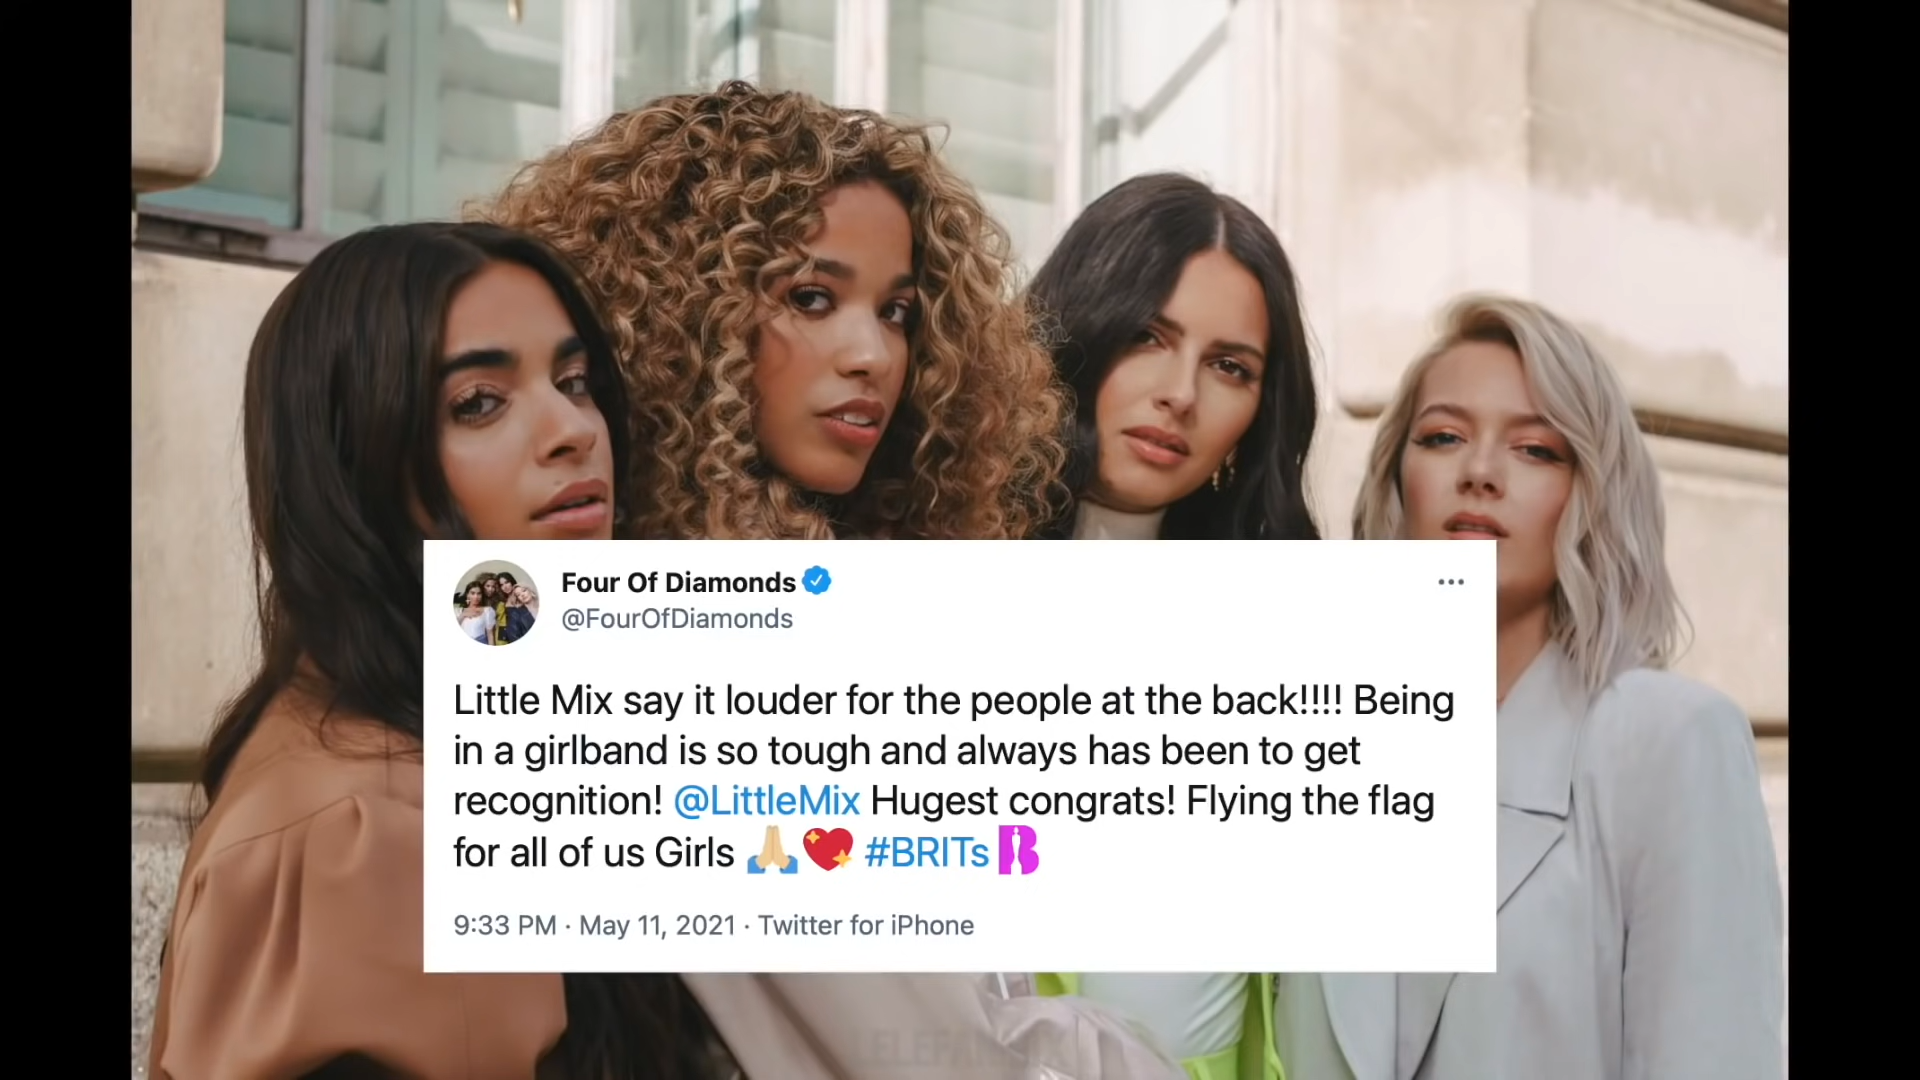 Four Of Diamonds
@FourOfDiamonds
Little Mix say it louder for the people at the back!!!! Being
in a girlband is so tough and always has been to get
recognition! @LittleMix Hugest congrats! Flying the flag
for all of us Girls 🙏🏼💖 #BRITs
9:33 PM · May 11, 2021 · Twitter for iPhone